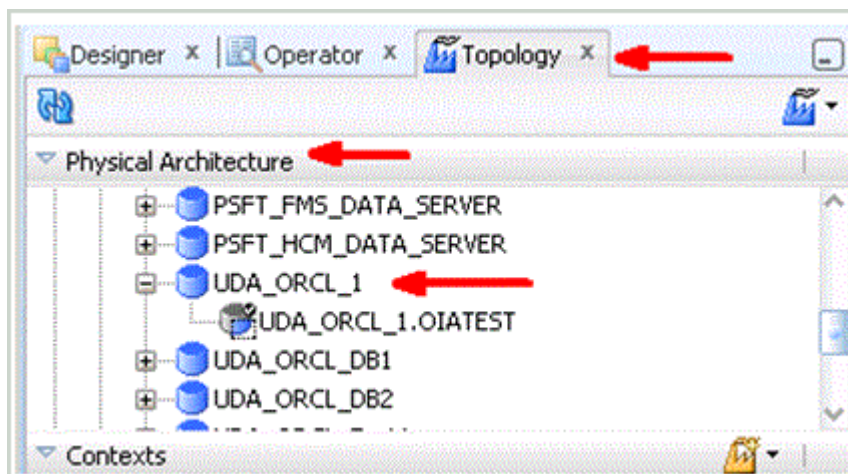 Designer Operator Topology
Physical Architecture
PSFT_FMS_DATA_SERVER
PSFT_HCM_DATA_SERVER
UDA_ORCL_1
UDA_ORCL_1.OIATEST
UDA_ORCL_DB1
UDA_ORCL_DB2
Contexts